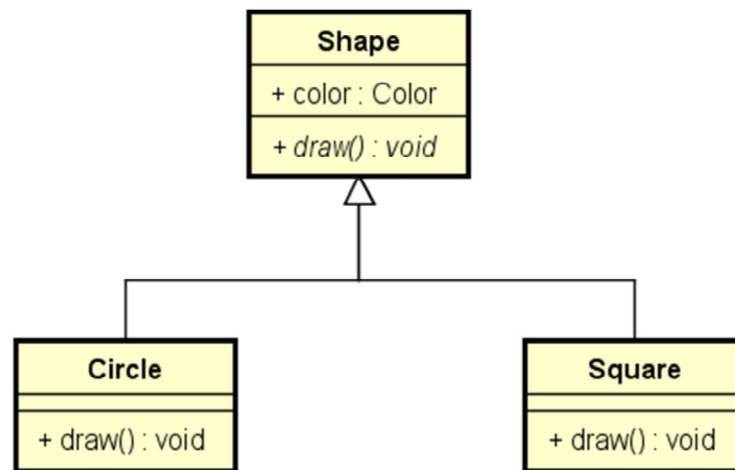 Shape
+ color : Color
+ draw() : void
Circle
+ draw() : void
Square
+ draw() : void